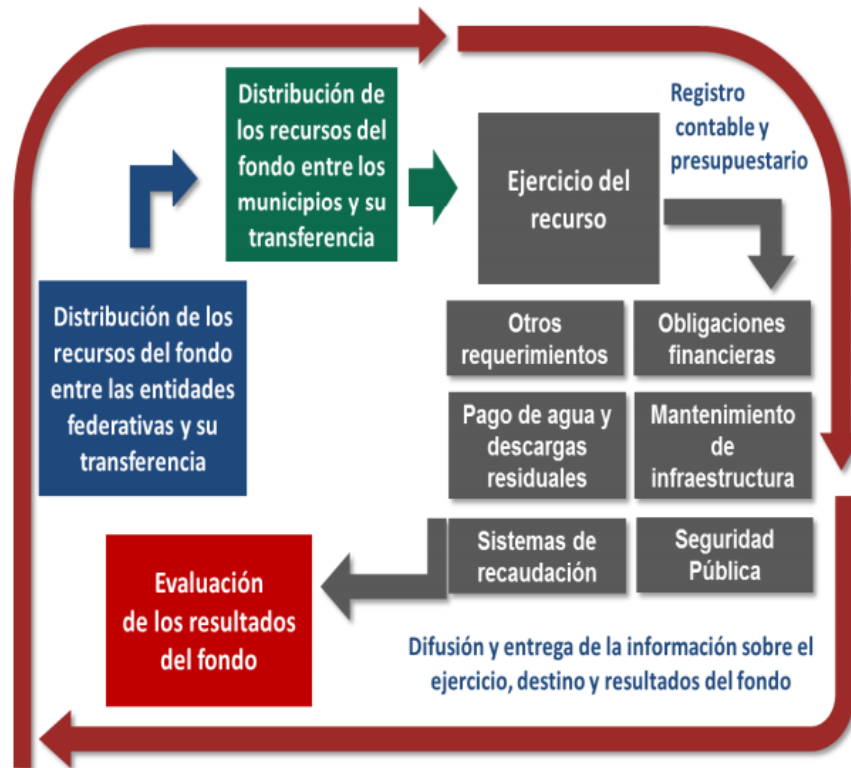 Distribución de
los recursos del
fondo entre los
municipios y su
transferencia
Ejercicio del
recurso
Registro
contable y
presupuestario
Distribución de los
recursos del fondo
entre las entidades
federativas y su
transferencia
Otros
requerimientos
Obligaciones
financieras
Pago de agua y
descargas
residuales
Mantenimiento
de
infraestructura
Sistemas de
recaudación
Seguridad
Pública
Evaluación
de los resultados
del fondo
Difusión y entrega de la información sobre el
ejercicio, destino y resultados del fondo